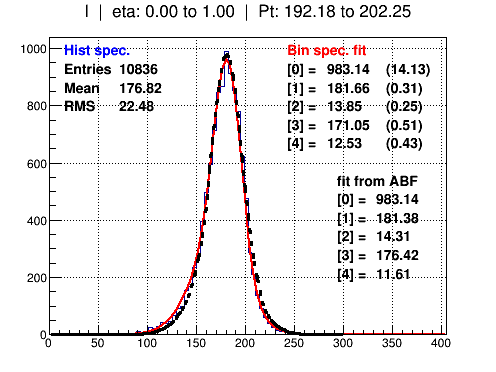 I | eta: 0.00 to 1.00 | Pt: 192.18 to 202.25
Hist spec.
Entries 10836
Mean 176.82
RMS 22.48
Bin spec. fit
[0] = 983.14 (14.13)
[1] = 181.66 (0.31)
[2] = 13.85 (0.25)
[3] = 171.05 (0.51)
[4] = 12.53 (0.43)
fit from ABF
[0] = 983.14
[1] = 181.38
[2] = 14.31
[3] = 176.42
[4] = 11.61
1000
800
600
400
200
0
0 50 100 150 200 250 300 350 400